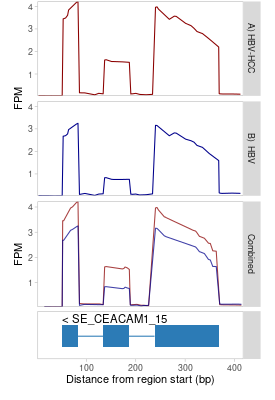 4
3
2
1
A) HBV-HCC
FPM
4
3
2
1
B) HBV
4
3
2
1
Combined
FPM
< SE_CEACAM1_15
100 200 300 400
Distance from region start (bp)